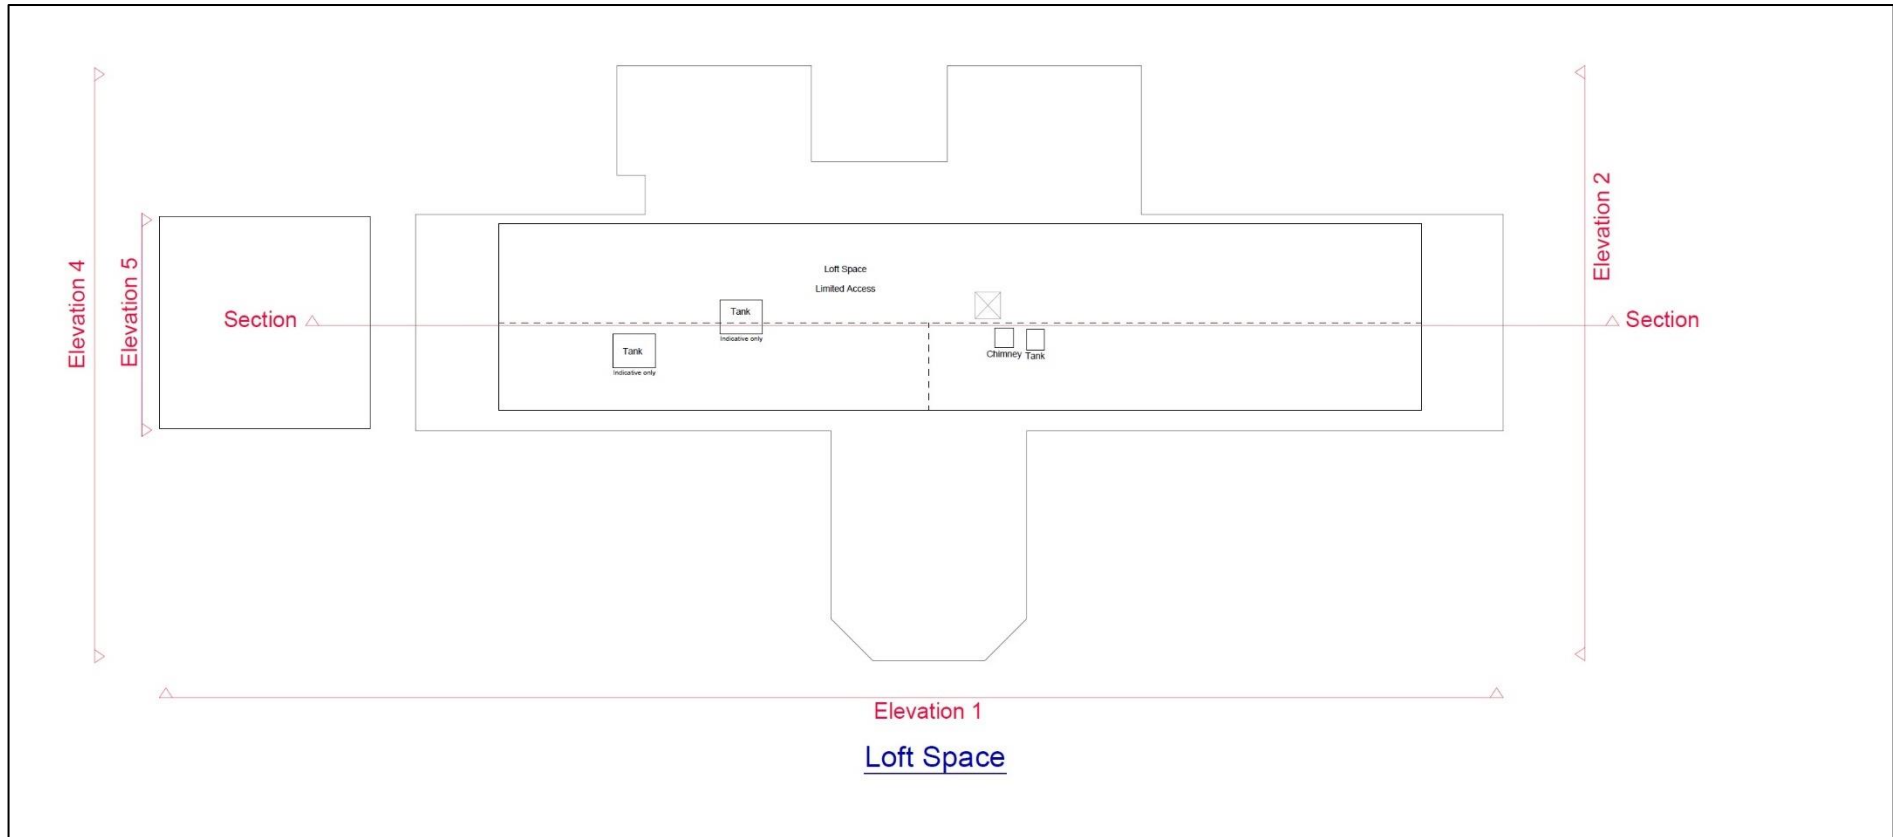 Elevation 4
Elevation 5
Elevation 2
Section
Section
Loft Space
Limited Access
Tank
Indicative only
Tank
Indicative only
Chimney
Tank
Elevation 1
Loft Space